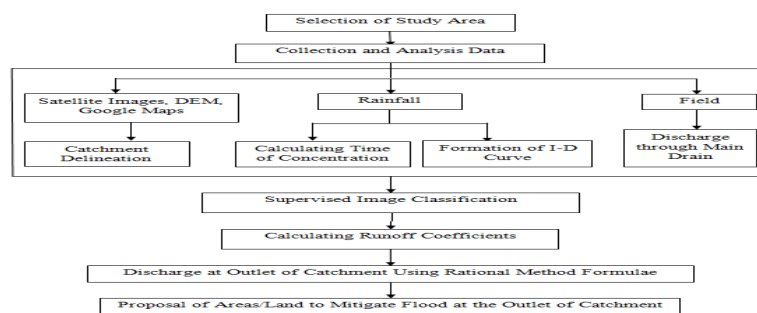 Selection of Study Area
Collection and Analysis Data
Satellite Images, DEM,
Google Maps
Rainfall
Field
Catchment
Delineation
Calculating Time
of Concentration
Formation of I-D
Curve
Discharge
through Main
Drain
Supervised Image Classification
Calculating Runoff Coefficients
Discharge at Outlet of Catchment Using Rational Method Formulae
Proposal of Areas/Land to Mitigate Flood at the Outlet of Catchment